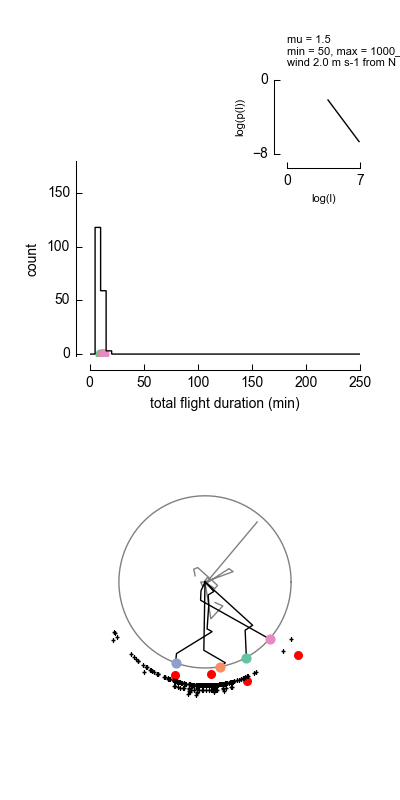 mu = 1.5
min = 50, max = 1000_
wind 2.0 m s-1 from N
0
log(p(l))
−8
0 7
log(l)
150
100
50
0
count
0 50 100 150 200 250
total flight duration (min)